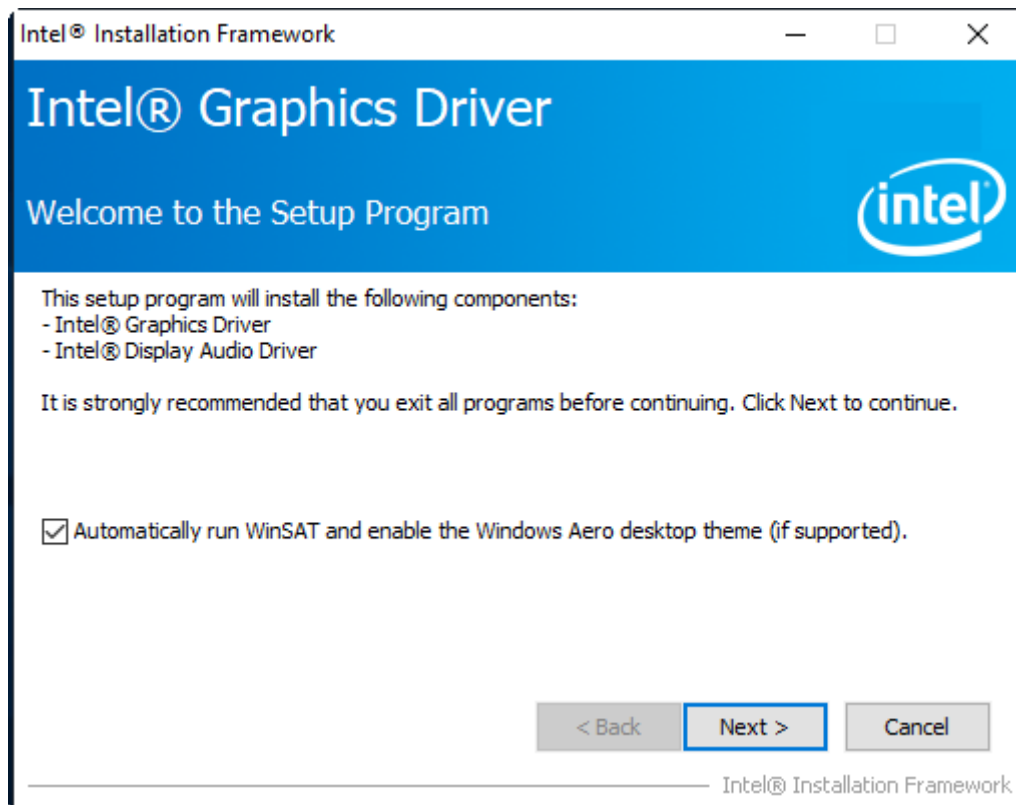 Intel® Installation Framework
Intel® Graphics Driver
Welcome to the Setup Program
intel
This setup program will install the following components:
- Intel® Graphics Driver
- Intel® Display Audio Driver
It is strongly recommended that you exit all programs before continuing. Click Next to continue.
Automatically run WinSAT and enable the Windows Aero desktop theme (if supported).
< Back
Next >
Cancel
Intel® Installation Framework